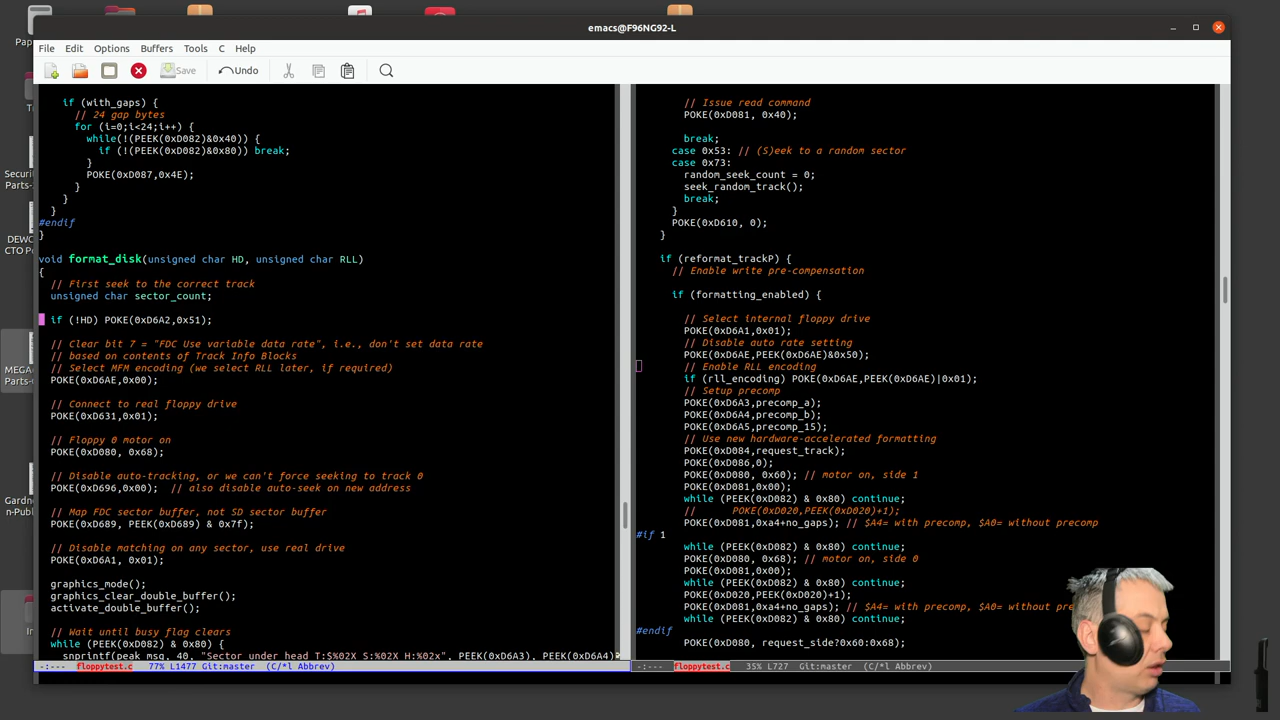 emacs@F96NG92-L
File Edit Options Buffers Tools C Help
Save Undo
if (with_gaps) {
// 24 gap bytes
for (i=0;i<24;i++) {
while(!(PEEK(0xD082)&0x40)) {
if (!(PEEK(0xD082)&0x80)) break;
}
POKE(0xD087,0x4E);
}
}
}
#endif
}
void format_disk(unsigned char HD, unsigned char RLL)
{
// First seek to the correct track
unsigned char sector_count;
if (!HD) POKE(0xD6A2,0x51);
// Clear bit 7 = "FDC Use variable data rate", i.e., don't set data rate
// based on contents of Track Info Blocks
// Select MFM encoding (we select RLL later, if required)
POKE(0xD6AE,0x00);
// Connect to real floppy drive
POKE(0xD631,0x01);
// Floppy 0 motor on
POKE(0xD080, 0x68);
// Disable auto-tracking, or we can't force seeking to track 0
POKE(0xD696,0x00);  // also disable auto-seek on new address
// Map FDC sector buffer, not SD sector buffer
POKE(0xD689, PEEK(0xD689) & 0x7f);
// Disable matching on any sector, use real drive
POKE(0xD6A1, 0x01);
graphics_mode();
graphics_clear_double_buffer();
activate_double_buffer();
// Wait until busy flag clears
while (PEEK(0xD082) & 0x80) {
snprintf(peak_msg, 40, "Sector under head T:$%02X S:%02X H:%02x", PEEK(0xD6A3), PEEK(0xD6A4)
-:---  floppytest.c   77% L1477  Git:master  (C/*l Abbrev)
// Issue read command
POKE(0xD081, 0x40);
break;
case 0x53: // (S)eek to a random sector
case 0x73:
random_seek_count = 0;
seek_random_track();
break;
}
POKE(0xD610, 0);
}
if (reformat_trackP) {
// Enable write pre-compensation
if (formatting_enabled) {
// Select internal floppy drive
POKE(0xD6A1,0x01);
// Disable auto rate setting
POKE(0xD6AE,PEEK(0xD6AE)&0x50);
// Enable RLL encoding
if (rll_encoding) POKE(0xD6AE,PEEK(0xD6AE)|0x01);
// Setup precomp
POKE(0xD6A3,precomp_a);
POKE(0xD6A4,precomp_b);
POKE(0xD6A5,precomp_15);
// Use new hardware-accelerated formatting
POKE(0xD084,request_track);
POKE(0xD086,0);
POKE(0xD080, 0x60); // motor on, side 1
POKE(0xD081,0x00);
while (PEEK(0xD082) & 0x80) continue;
//      POKE(0xD020,PEEK(0xD020)+1);
POKE(0xD081,0xa4+no_gaps); // $A4= with precomp, $A0= without precomp
#if 1
while (PEEK(0xD082) & 0x80) continue;
POKE(0xD080, 0x68); // motor on, side 0
POKE(0xD081,0x00);
while (PEEK(0xD082) & 0x80) continue;
POKE(0xD020,PEEK(0xD020)+1);
POKE(0xD081,0xa4+no_gaps); // $A4= with precomp, $A0= without
while (PEEK(0xD082) & 0x80) continue;
#endif
POKE(0xD080, request_side?0x60:0x68);
-:---  floppytest.c   35% L727  Git:master  (C/*l Abbrev)